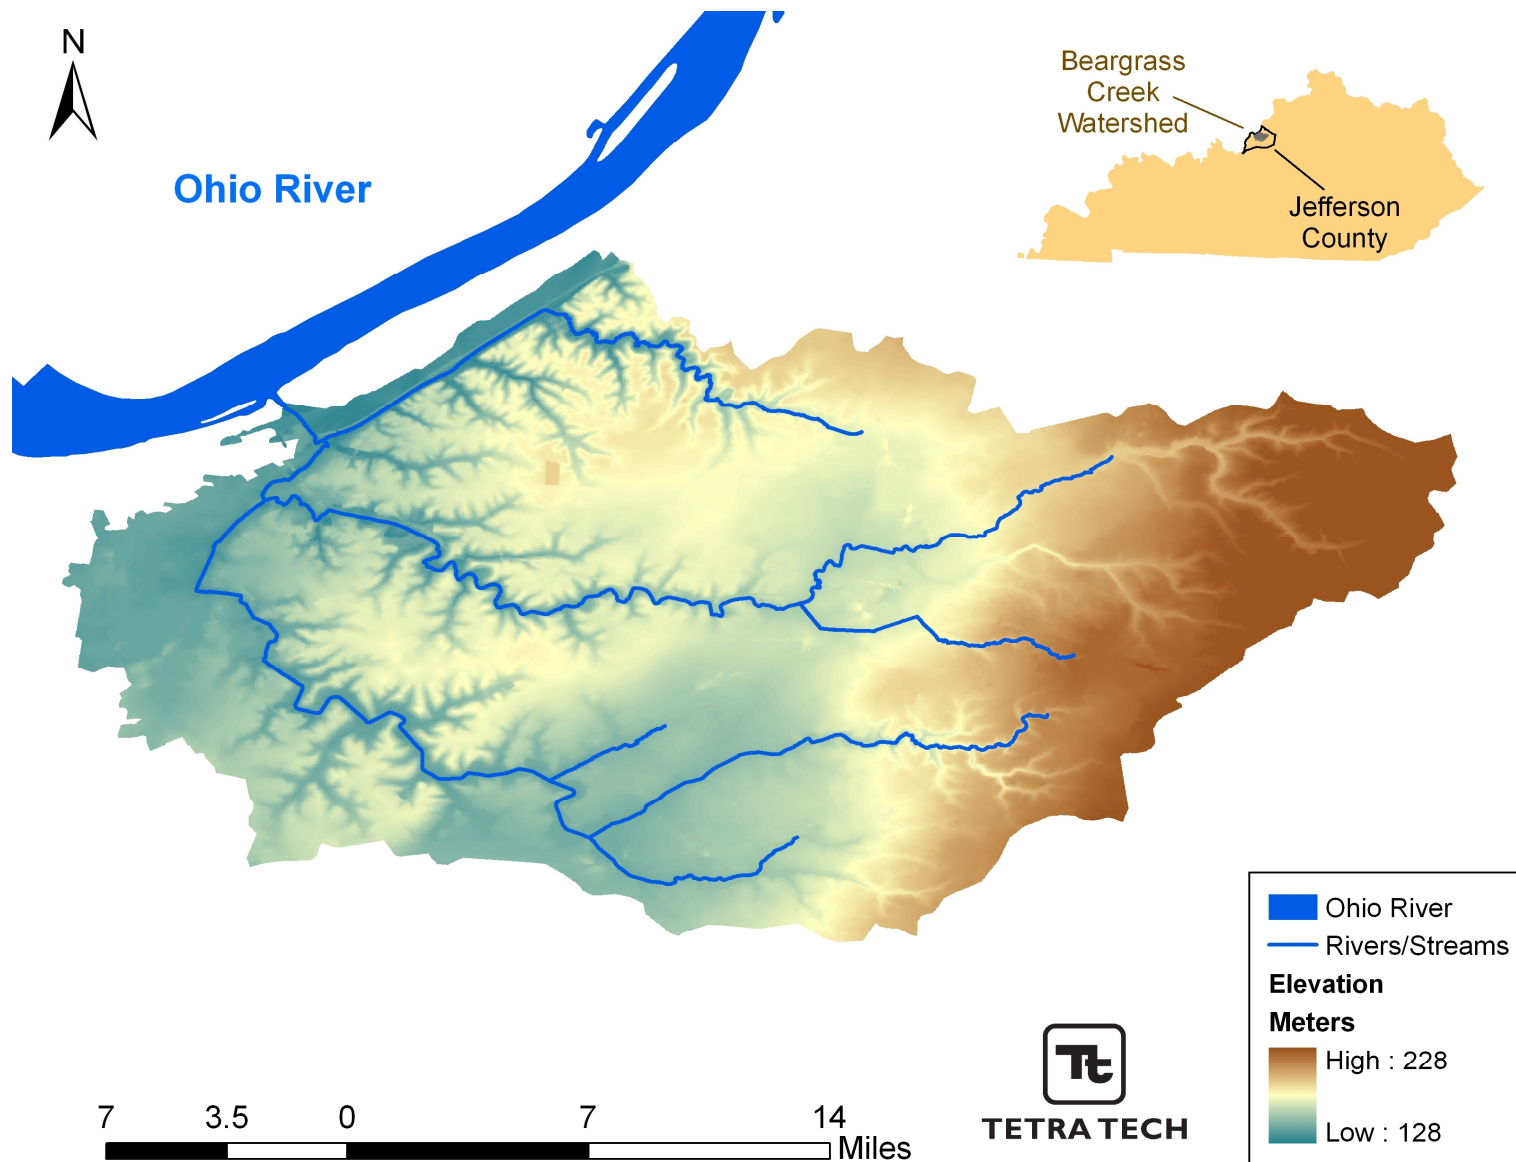 N
Beargrass
Creek
Watershed
Ohio River
Jefferson
County
Ohio River
Rivers/Streams
Elevation
Meters
High : 228
Low : 128
Tt
TETRA TECH
7 3.5 0 7 14
Miles